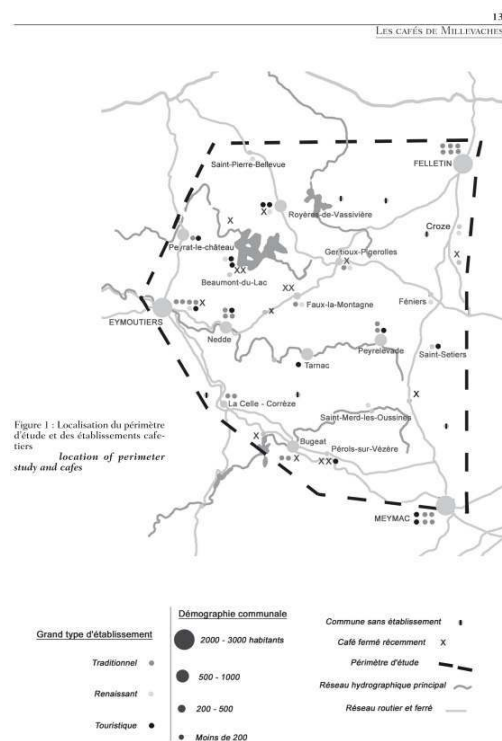 13
LES CAFÉS DE MILLEVACHES
Saint-Pierre-Bellevue
FELLETIN
Royères-de-Vassivière
Croze
Peyrat-le-château
Gentioux-Pigerolles
Beaumont-du-Lac
Faux-la-Montagne
Féniers
EYMOUTIERS
Nedde
Peyrelevade
Saint-Setiers
Tarnac
La Celle - Corrèze
Saint-Merd-les-Oussines
Bugeat
Pérols-sur-Vézère
MEYMAC
Figure 1 : Localisation du périmètre
d'étude et des établissements cafe-
tiers
location of perimeter
study and cafes
Grand type d'établissement
Traditionnel
Renaissant
Touristique
Démographie communale
2000 - 3000 habitants
500 - 1000
200 - 500
Moins de 200
Commune sans établissement
Café fermé récemment X
Périmètre d'étude
Réseau hydrographique principal
Réseau routier et ferré